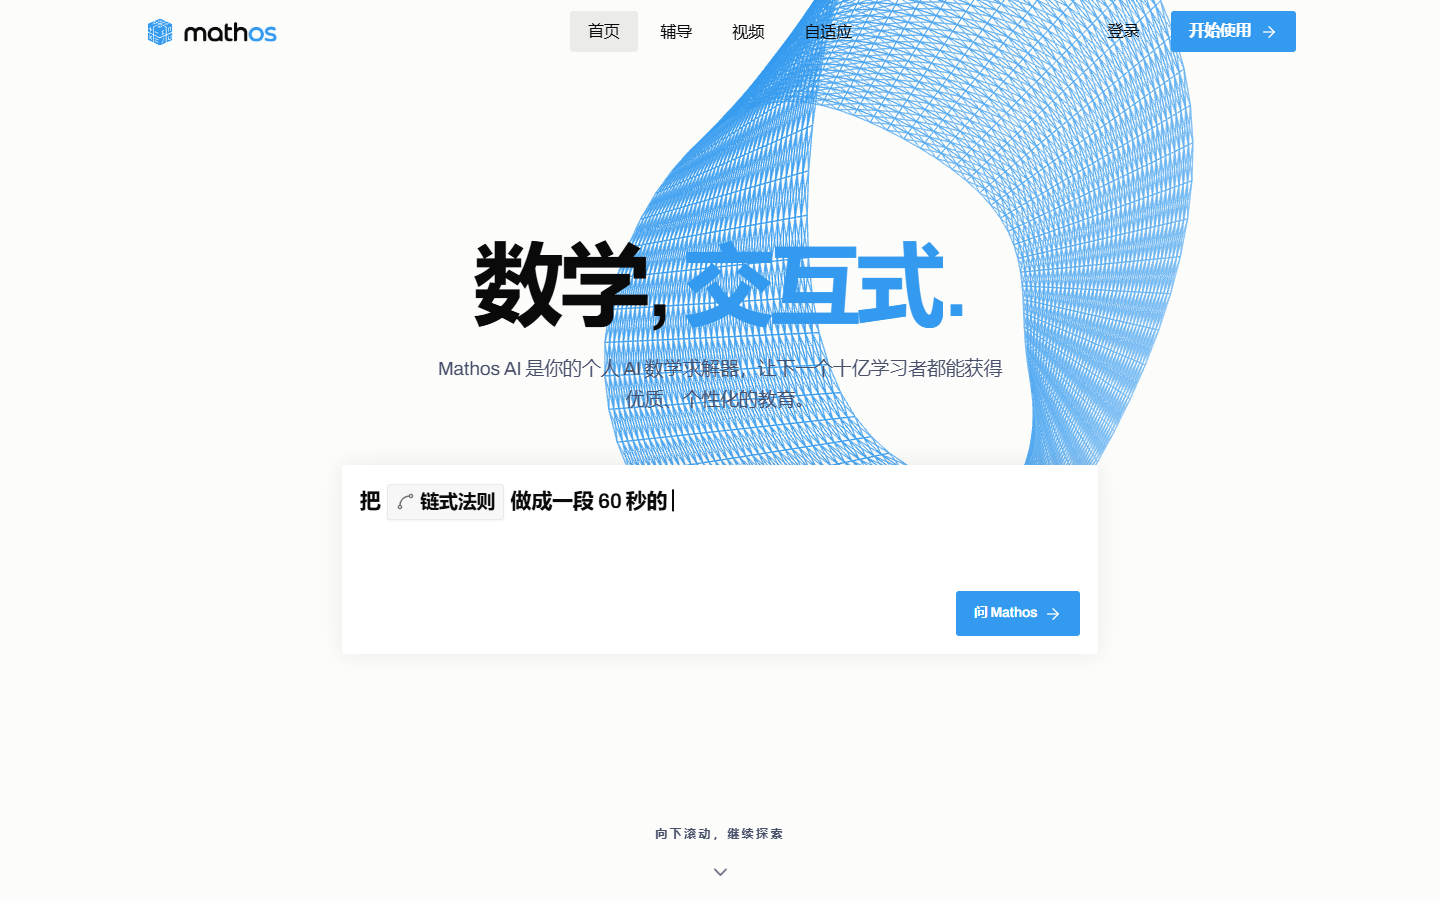 mathos
首页 辅导 视频 自适应 登录 开始使用
数学, 交互式.
Mathos AI 是你的个人 AI 数学求解器，让下一个十亿学习者都能获得
优质、个性化的教育。
把 链式法则 做成一段 60 秒的
问 Mathos
向下滚动，继续探索